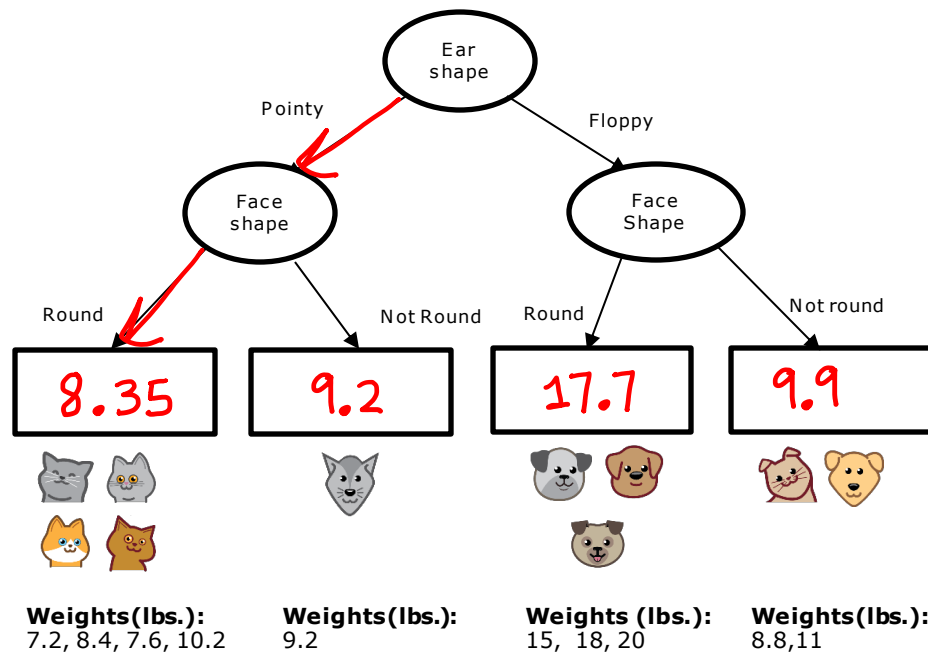 Ear
shape
Pointy
Floppy
Face
shape
Face
Shape
Round
Not Round
Round
Not round
8.35
9.2
17.7
9.9
Weights(lbs.):
7.2, 8.4, 7.6, 10.2
Weights(lbs.):
9.2
Weights (lbs.):
15, 18, 20
Weights(lbs.):
8.8,11